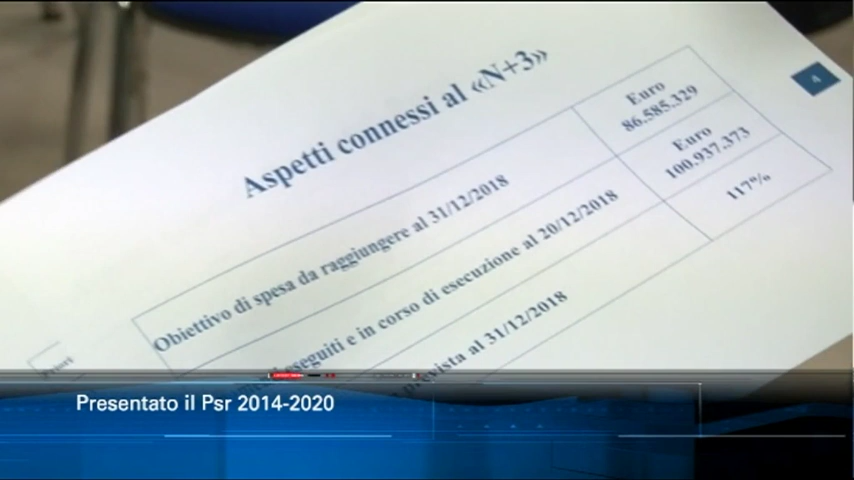 4
Aspetti connessi al «N+3»
Obiettivo di spesa da raggiungere al 31/12/2018
Euro
86.585.329
eseguiti e in corso di esecuzione al 20/12/2018
Euro
100.937.373
prevista al 31/12/2018
117%
Presentato il Psr 2014-2020